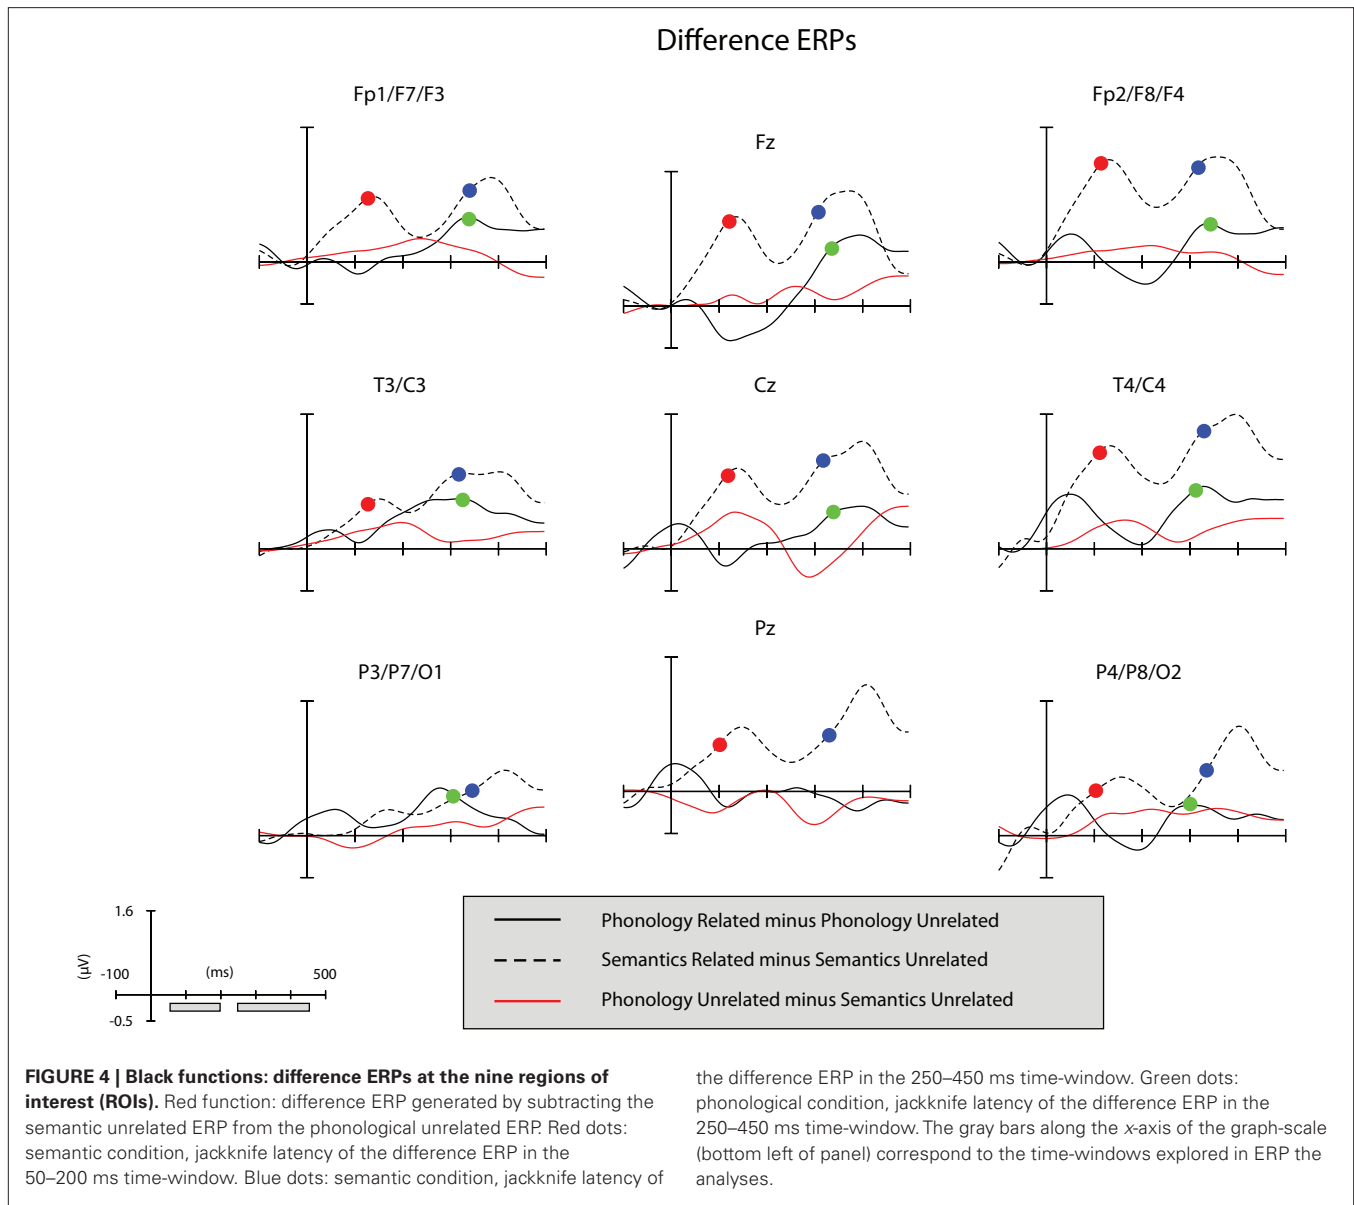 Difference ERPs
Fp1/F7/F3
Fz
Fp2/F8/F4
T3/C3
Cz
T4/C4
P3/P7/O1
Pz
P4/P8/O2
1.6
(µV)
-100
(ms)
500
-0.5
Phonology Related minus Phonology Unrelated
Semantics Related minus Semantics Unrelated
Phonology Unrelated minus Semantics Unrelated
FIGURE 4 | Black functions: difference ERPs at the nine regions of
interest (ROIs). Red function: difference ERP generated by subtracting the
semantic unrelated ERP from the phonological unrelated ERP. Red dots:
semantic condition, jackknife latency of the difference ERP in the
50–200 ms time-window. Blue dots: semantic condition, jackknife latency of
the difference ERP in the 250–450 ms time-window. Green dots:
phonological condition, jackknife latency of the difference ERP in the
250–450 ms time-window. The gray bars along the x-axis of the graph-scale
(bottom left of panel) correspond to the time-windows explored in ERP the
analyses.